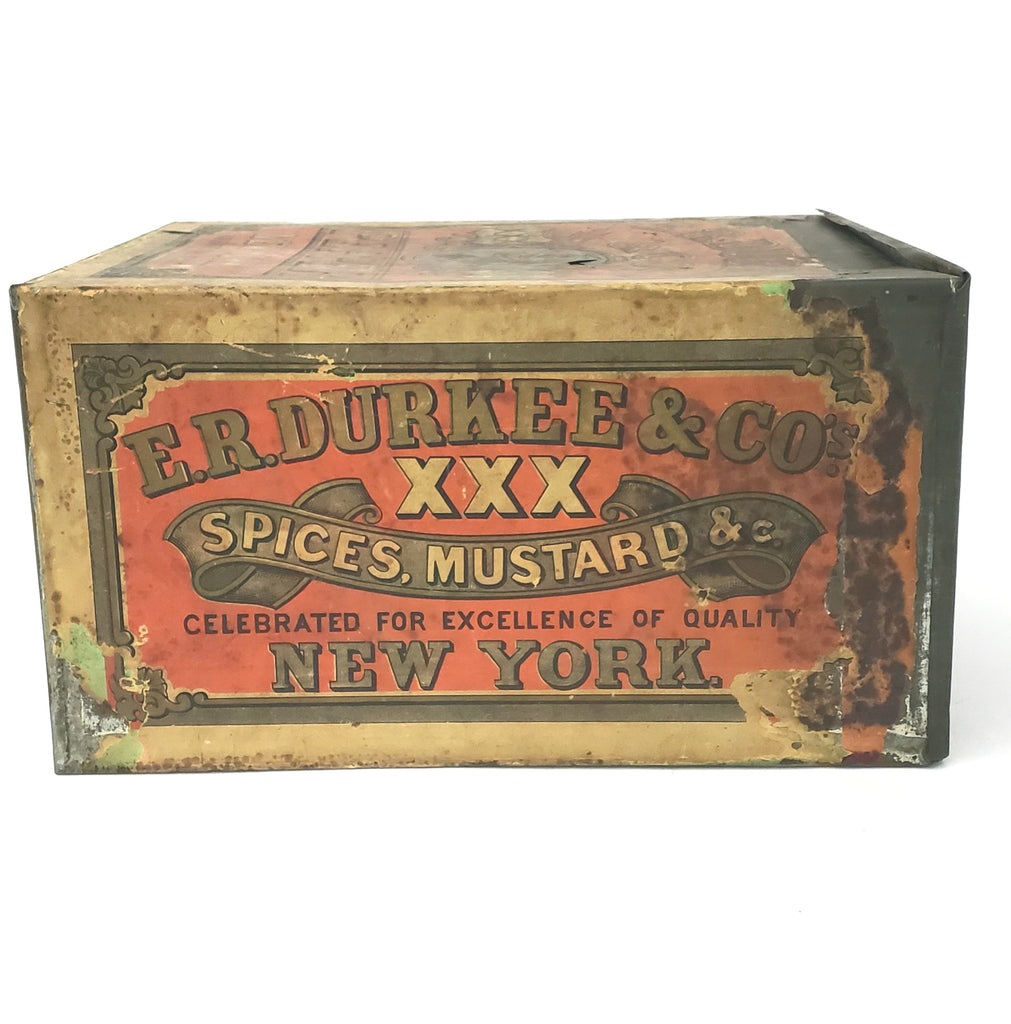 E.R. DURKEE & CO'S.
XXX
SPICES, MUSTARD &c.
CELEBRATED FOR EXCELLENCE OF QUALITY
NEW YORK.